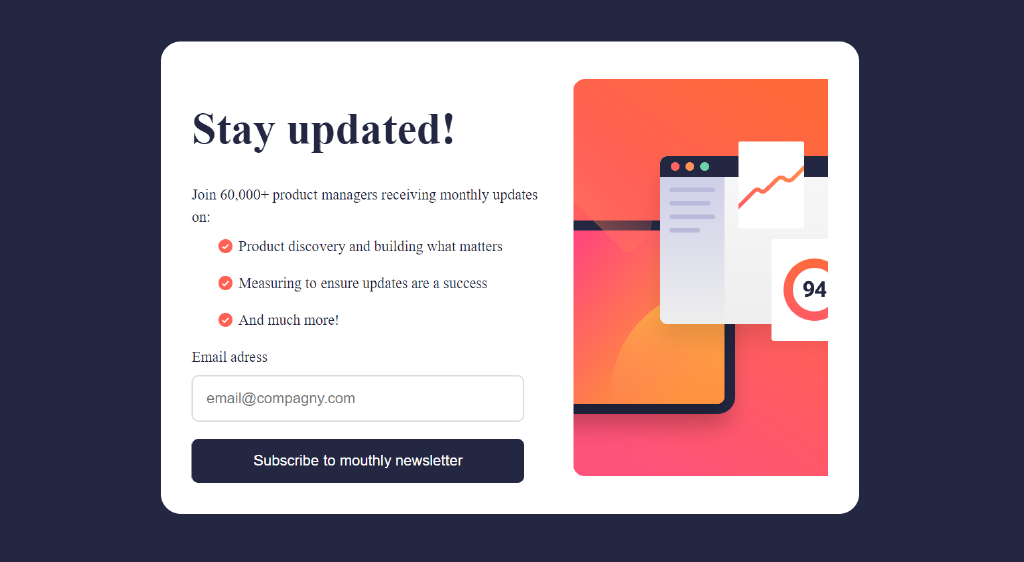 Stay updated!
Join 60,000+ product managers receiving monthly updates
on:
Product discovery and building what matters
Measuring to ensure updates are a success
And much more!
Email adress
email@compagny.com
Subscribe to mouthly newsletter
94